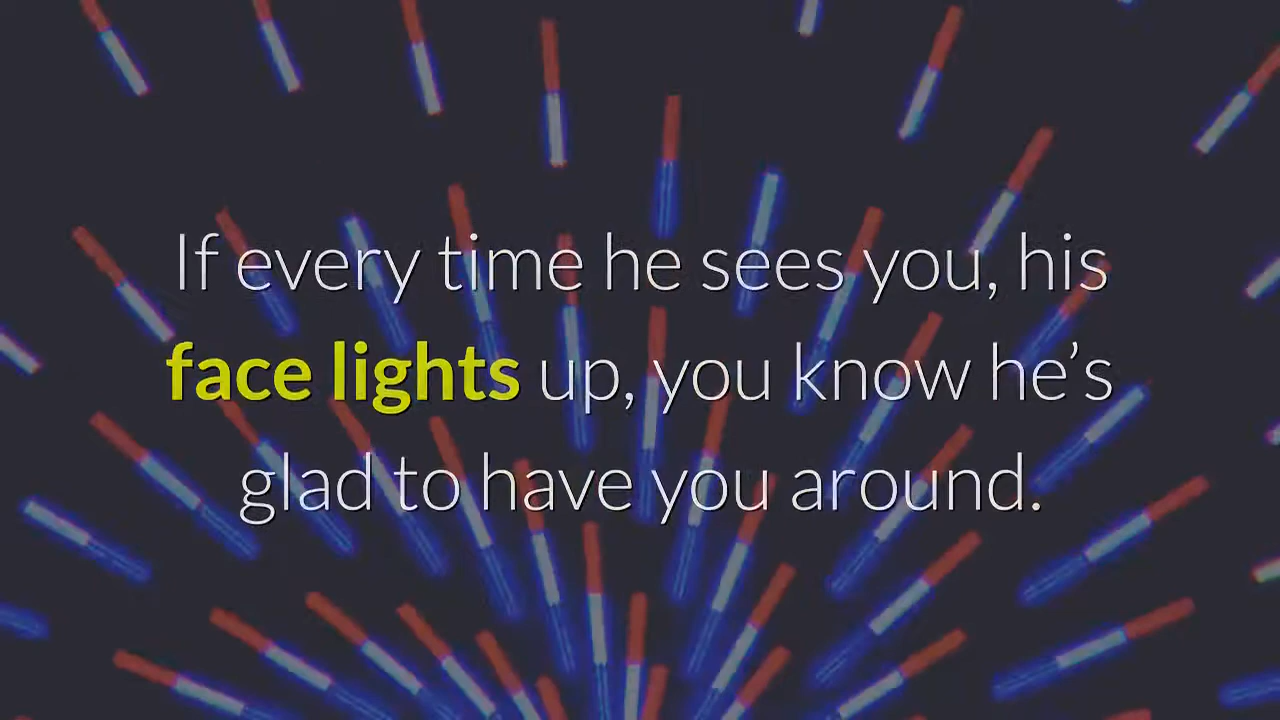 If every time he sees you, his
face lights up, you know he’s
glad to have you around.